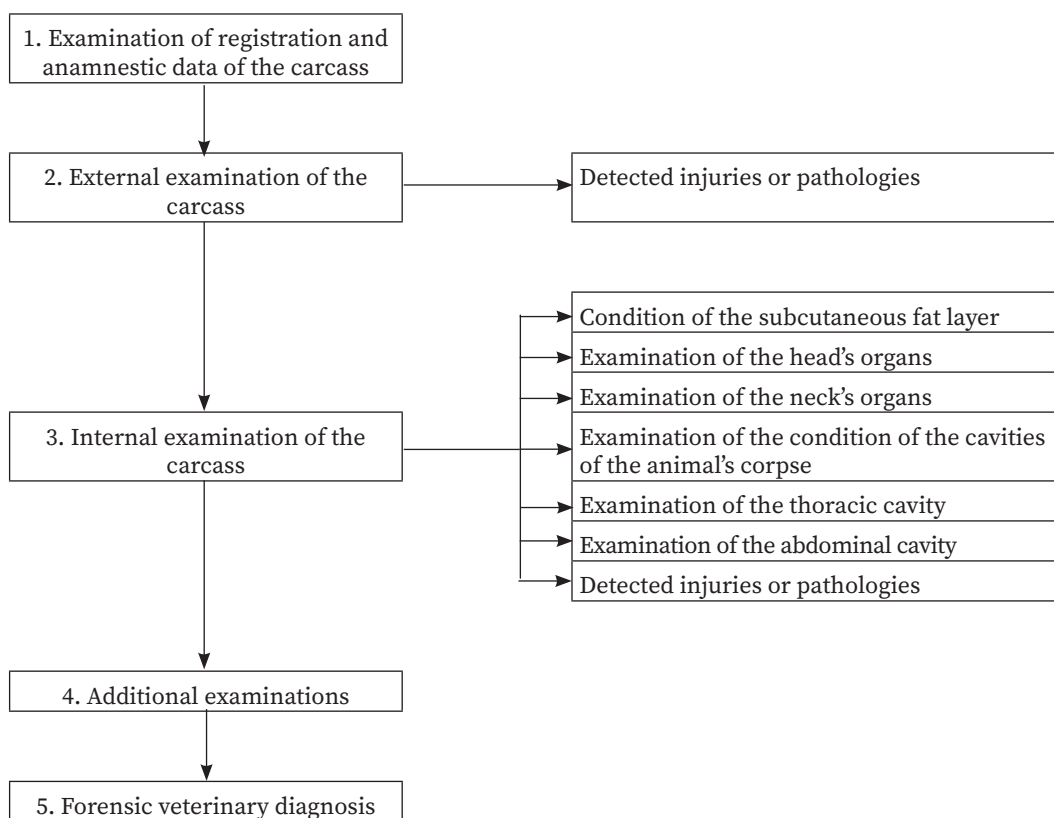 1. Examination of registration and
anamnestic data of the carcass
2. External examination of the
carcass
Detected injuries or pathologies
3. Internal examination of the
carcass
Condition of the subcutaneous fat layer
Examination of the head's organs
Examination of the neck's organs
Examination of the condition of the cavities
of the animal's corpse
Examination of the thoracic cavity
Examination of the abdominal cavity
Detected injuries or pathologies
4. Additional examinations
5. Forensic veterinary diagnosis